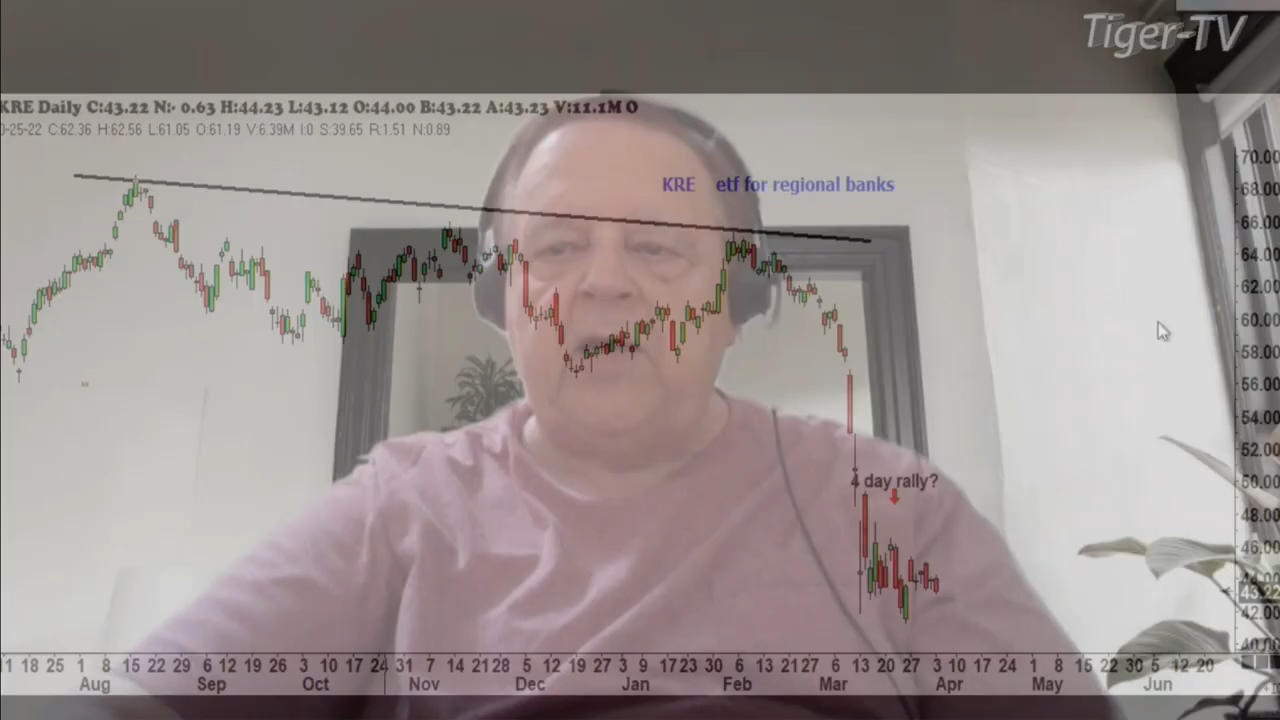 Tiger-TV
KRE Daily C:43.22 N:- 0.63 H:44.23 L:43.12 O:44.00 B:43.22 A:43.23 V:11.1M O
0-25-22 C:62.36 H:62.56 L:61.05 O:61.19 V:6.39M I:0 S:39.65 R:1.51 N:0.89
KRE etf for regional banks
70.00
68.00
66.00
64.00
62.00
60.00
58.00
56.00
54.00
52.00
50.00
48.00
46.00
44.00
43.22
42.00
40.00
4 day rally?
11 18 25 1 8 15 22 29 6 12 19 26 3 10 17 24 31 7 14 21 28 5 12 19 27 3 9 17 23 30 6 13 21 27 6 13 20 27 3 10 17 24 1 8 15 22 30 5 12 20
Aug Sep Oct Nov Dec Jan Feb Mar Apr May Jun